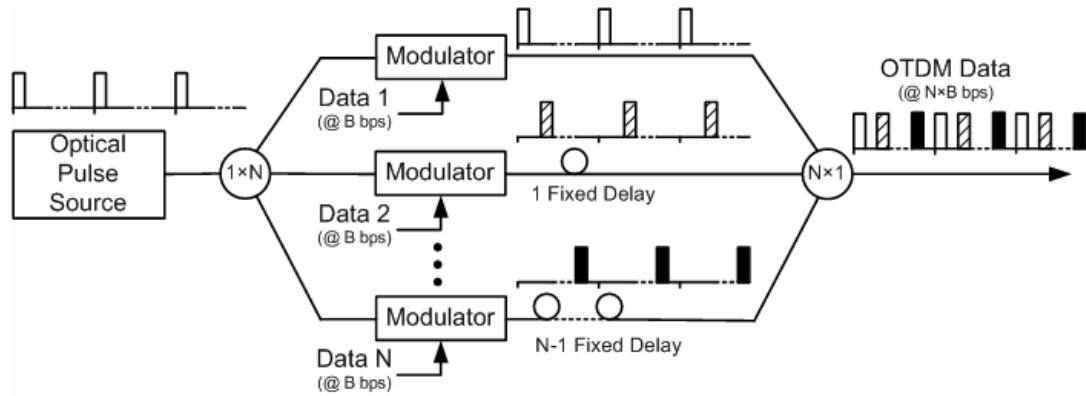 Optical
Pulse
Source
1×N
Modulator
Data 1
(@ B bps)
Modulator
1 Fixed Delay
Data 2
(@ B bps)
Modulator
N-1 Fixed Delay
Data N
(@ B bps)
N×1
OTDM Data
(@ N×B bps)